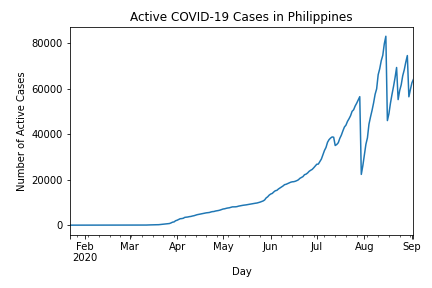 Active COVID-19 Cases in Philippines
Number of Active Cases
80000
60000
40000
20000
0
Feb Mar Apr May Jun Jul Aug Sep
2020
Day